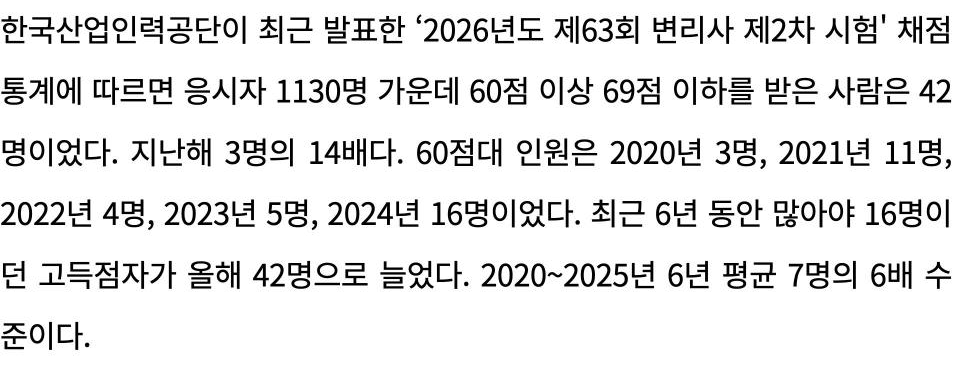 한국산업인력공단이 최근 발표한 ‘2026년도 제63회 변리사 제2차 시험' 채점
통계에 따르면 응시자 1130명 가운데 60점 이상 69점 이하를 받은 사람은 42
명이었다. 지난해 3명의 14배다. 60점대 인원은 2020년 3명, 2021년 11명,
2022년 4명, 2023년 5명, 2024년 16명이었다. 최근 6년 동안 많아야 16명이
던 고득점자가 올해 42명으로 늘었다. 2020~2025년 6년 평균 7명의 6배 수
준이다.